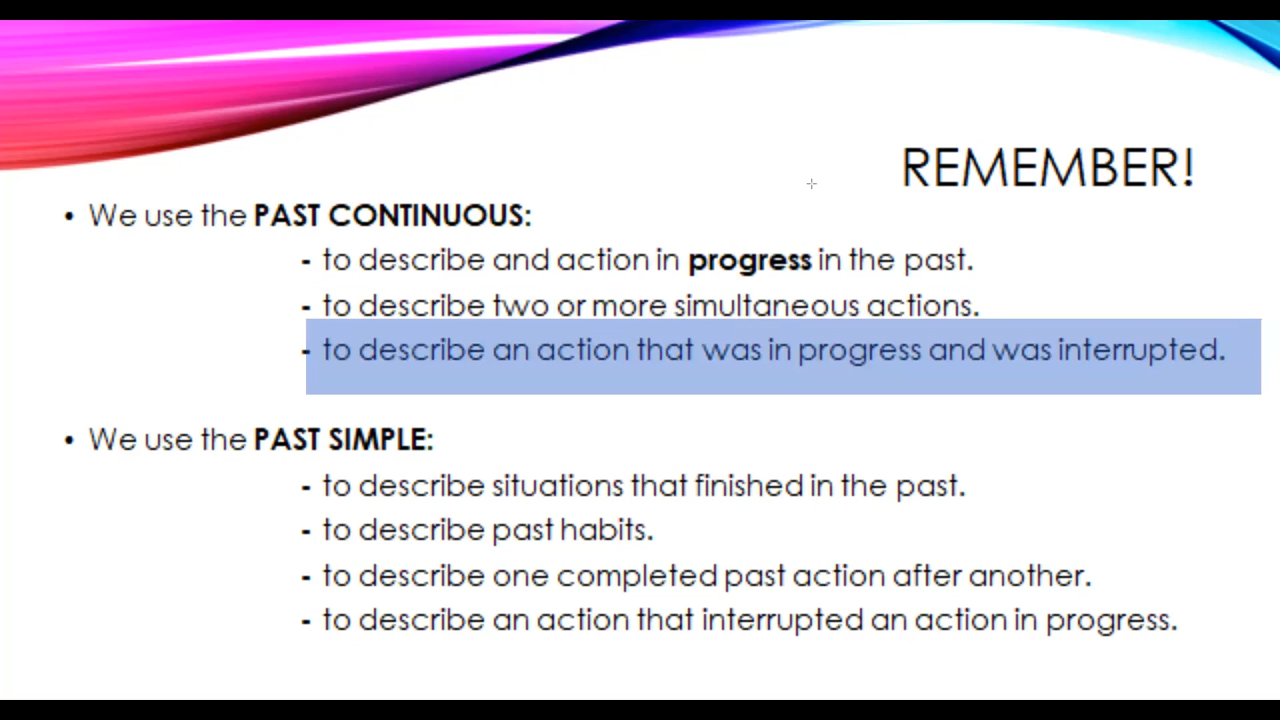 REMEMBER!
• We use the PAST CONTINUOUS:
- to describe and action in progress in the past.
- to describe two or more simultaneous actions.
- to describe an action that was in progress and was interrupted.
• We use the PAST SIMPLE:
- to describe situations that finished in the past.
- to describe past habits.
- to describe one completed past action after another.
- to describe an action that interrupted an action in progress.